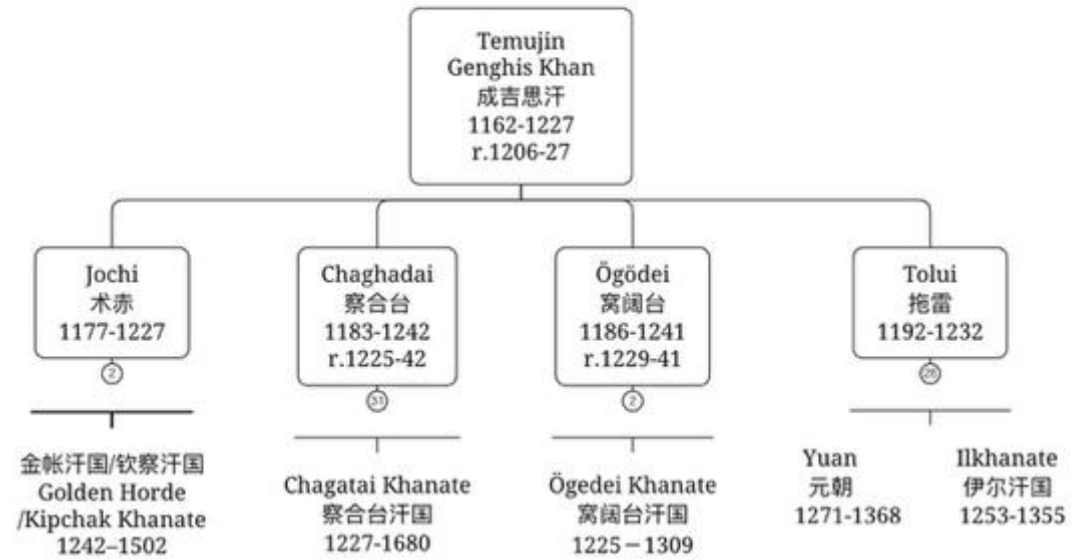 Temujin
Genghis Khan
成吉思汗
1162-1227
r.1206-27
Jochi
术赤
1177-1227
2
Chaghadai
察合台
1183-1242
r.1225-42
31
Ögödei
窝阔台
1186-1241
r.1229-41
2
Tolui
拖雷
1192-1232
28
金帐汗国/钦察汗国
Golden Horde
/Kipchak Khanate
1242–1502
Chagatai Khanate
察合台汗国
1227-1680
Ögedei Khanate
窝阔台汗国
1225–1309
Yuan
元朝
1271-1368
Ilkhanate
伊尔汗国
1253-1355